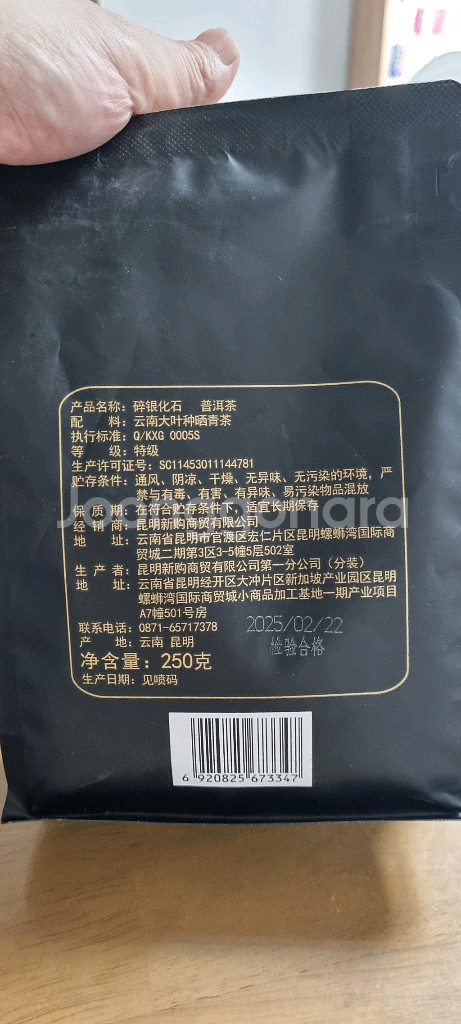 产品名称：碎银化石 普洱茶
配 料：云南大叶种晒青茶
执行标准：Q/KXG 0005S
等 级：特级
生产许可证号：SC11453011144781
贮存条件：通风、阴凉、干燥、无异味、无污染的环境，严
禁与有毒、有害、有异味、易污染物品混放
保 质 期：在符合贮存条件下，适宜长期保存
经 销 商：昆明新购商贸有限公司
地 址：云南省昆明市官渡区宏仁片区昆明螺蛳湾国际商
贸城二期第3区3-5幢5层502室
生 产 者：昆明新购商贸有限公司第一分公司（分装）
地 址：云南省昆明经开区大冲片区新加坡产业园区昆明
螺蛳湾国际商贸城小商品加工基地一期产业项目
A7幢501号房
联系电话：0871-65717378
产 地：云南 昆明
净含量：250克
生产日期：见喷码
2025/02/22
检验合格
6 920825 673347